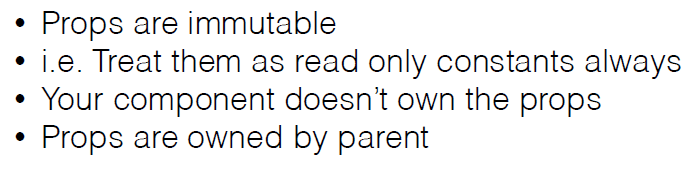 • Props are immutable
• i.e. Treat them as read only constants always
• Your component doesn’t own the props
• Props are owned by parent